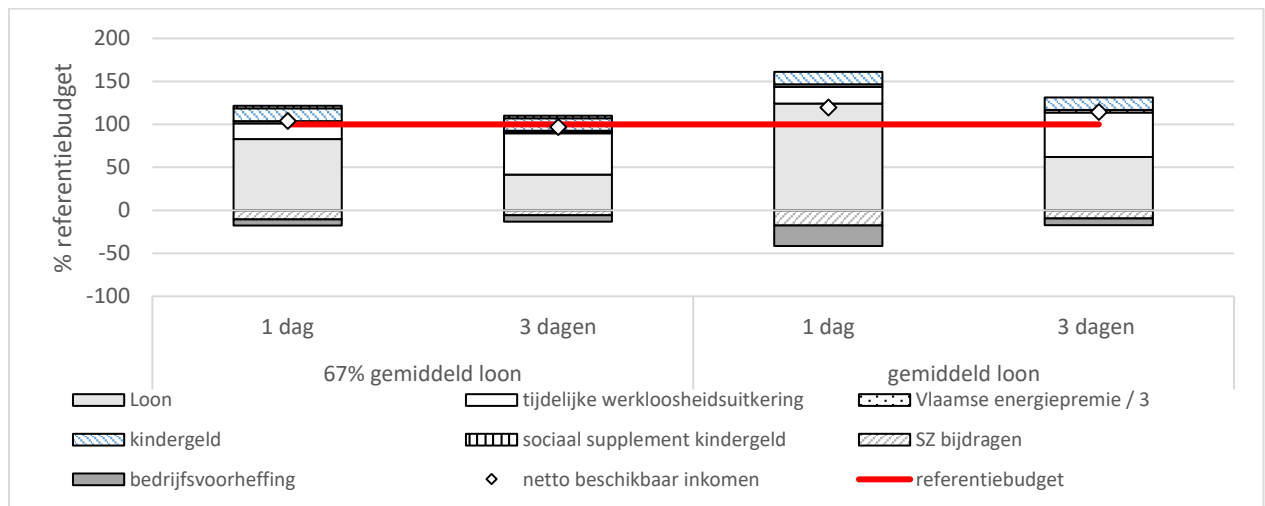 % referentiebudget
200
150
100
50
0
-50
-100
1 dag 3 dagen 1 dag 3 dagen
67% gemiddeld loon gemiddeld loon
Loon tijdelijke werkloosheidsuitkering Vlaamse energiepremie / 3
kindergeld sociaal supplement kindergeld SZ bijdragen
bedrijfsvoorheffing netto beschikbaar inkomen referentiebudget